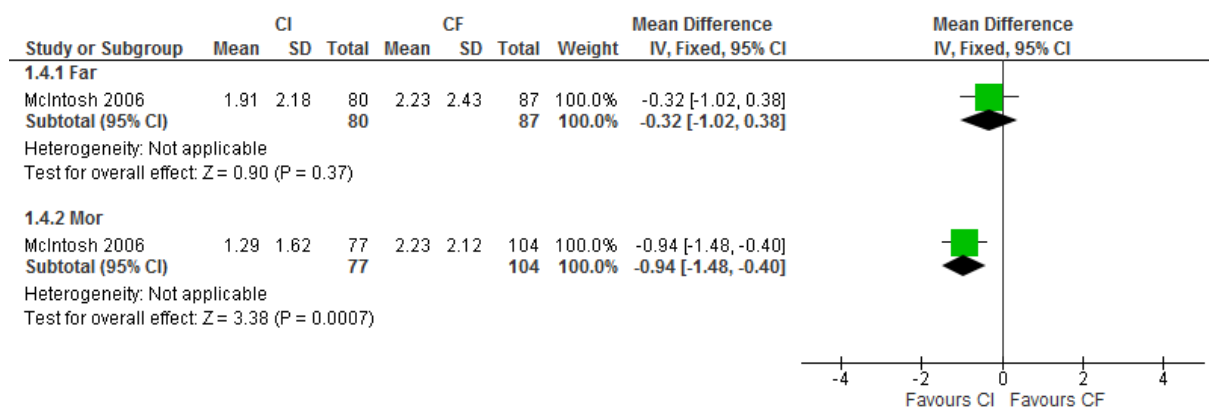 CI CF Mean Difference Mean Difference
Study or Subgroup Mean SD Total Mean SD Total Weight IV, Fixed, 95% CI IV, Fixed, 95% CI
1.4.1 Far
McIntosh 2006 1.91 2.18 80 2.23 2.43 87 100.0% -0.32 [-1.02, 0.38]
Subtotal (95% CI) 80 87 100.0% -0.32 [-1.02, 0.38]
Heterogeneity: Not applicable
Test for overall effect: Z = 0.90 (P = 0.37)
1.4.2 Mor
McIntosh 2006 1.29 1.62 77 2.23 2.12 104 100.0% -0.94 [-1.48, -0.40]
Subtotal (95% CI) 77 104 100.0% -0.94 [-1.48, -0.40]
Heterogeneity: Not applicable
Test for overall effect: Z = 3.38 (P = 0.0007)
-4 -2 0 2 4
Favours CI Favours CF